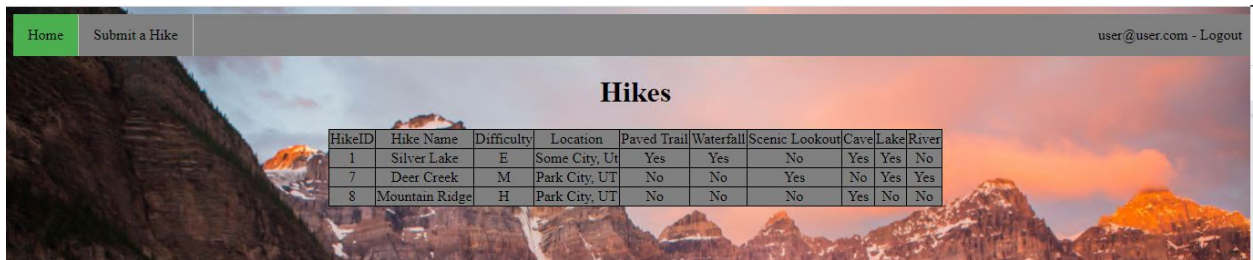 Home Submit a Hike user@user.com - Logout
Hikes
HikeID Hike Name Difficulty Location Paved Trail Waterfall Scenic Lookout Cave Lake River
1 Silver Lake E Some City, Ut Yes Yes No Yes Yes No
7 Deer Creek M Park City, UT No No Yes No Yes Yes
8 Mountain Ridge H Park City, UT No No No Yes No No